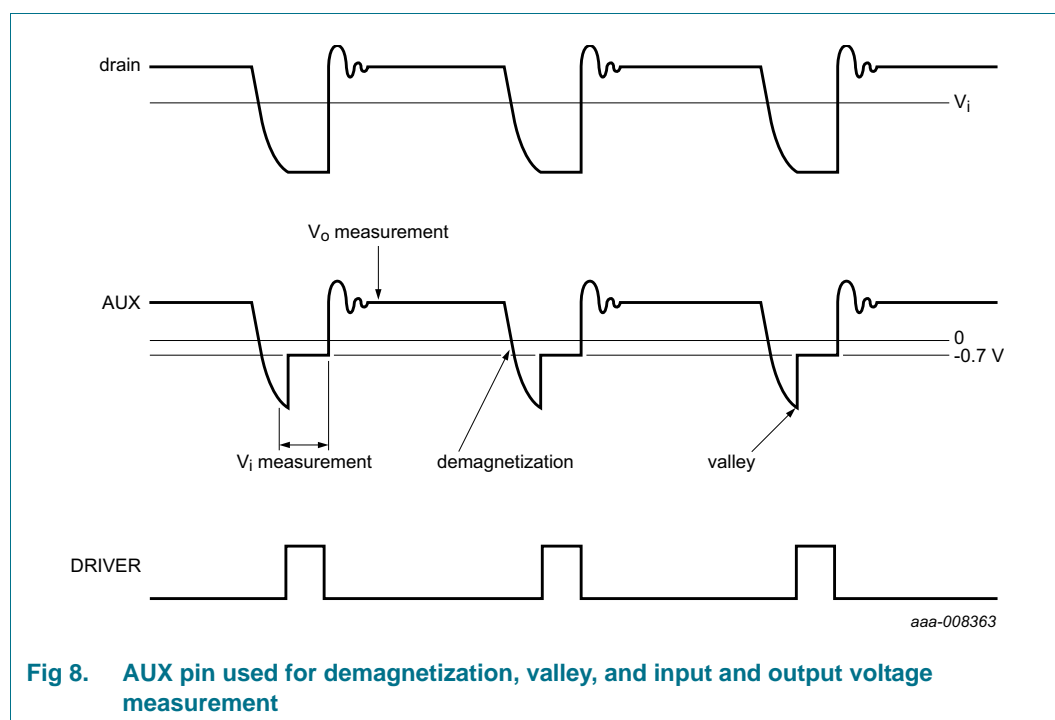 drain
Vi
Vo measurement
AUX
0
-0.7 V
Vi measurement
demagnetization
valley
DRIVER
aaa-008363
Fig 8. AUX pin used for demagnetization, valley, and input and output voltage
measurement